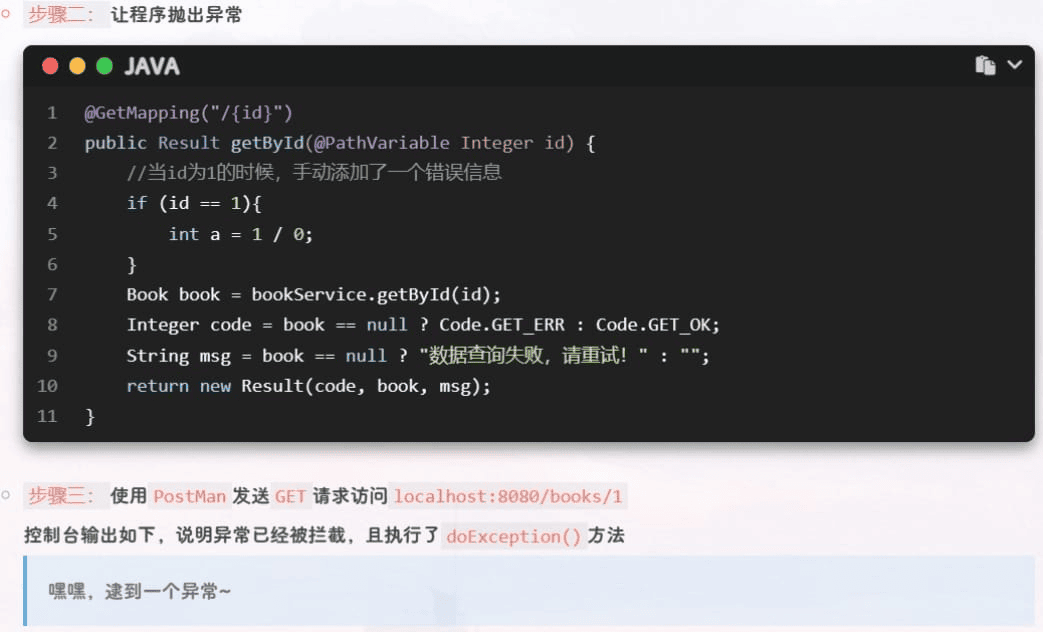 步骤二： 让程序抛出异常
JAVA
1 @GetMapping("/{id}")
2 public Result getById(@PathVariable Integer id) {
3 //当id为1的时候，手动添加了一个错误信息
4 if (id == 1){
5 int a = 1 / 0;
6 }
7 Book book = bookService.getById(id);
8 Integer code = book == null ? Code.GET_ERR : Code.GET_OK;
9 String msg = book == null ? "数据查询失败，请重试！" : "";
10 return new Result(code, book, msg);
11 }
步骤三： 使用 PostMan 发送 GET 请求访问 localhost:8080/books/1
控制台输出如下，说明异常已经被拦截，且执行了 doException() 方法
嘿嘿，逮到一个异常~